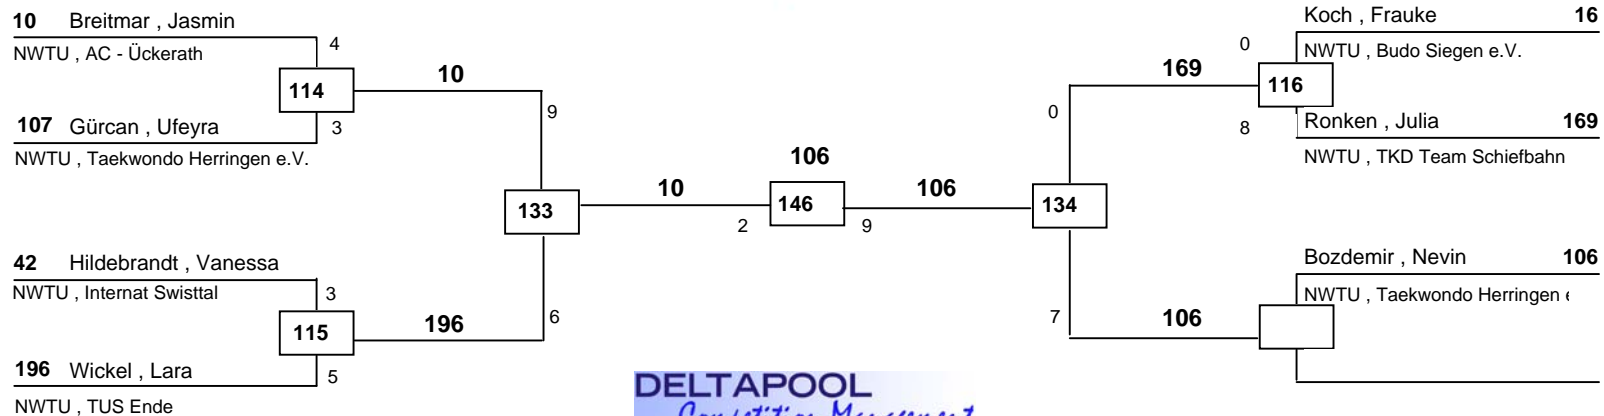 10 Breitmar , Jasmin
NWTU , AC - Ückerath
4
114
10
107 Gürcan , Ufeyra
3
NWTU , Taekwondo Herringen e.V.
9
133
10
2
42 Hildebrandt , Vanessa
NWTU , Internat Swisttal
3
115
196
6
196 Wickel , Lara
5
NWTU , TUS Ende
106
146
9
106
134
Koch , Frauke 16
0
NWTU , Budo Siegen e.V.
169
116
0
8
Ronken , Julia 169
NWTU , TKD Team Schiefbahn
Bozdemir , Nevin 106
NWTU , Taekwondo Herringen
7
106
DELTAPOOL
Competition Management